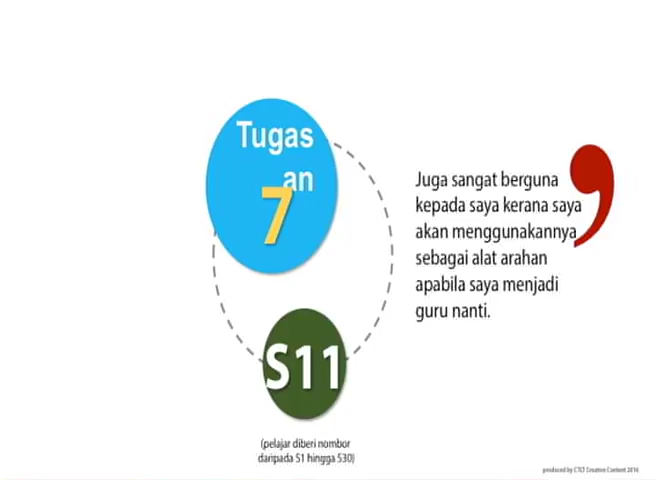 Tugas
an
7
Juga sangat berguna
kepada saya kerana saya
akan menggunakannya
sebagai alat arahan
apabila saya menjadi
guru nanti.
S11
(pelajar diberi nombor
daripada S1 hingga S30)
produced by CTLT Creative Content 2016